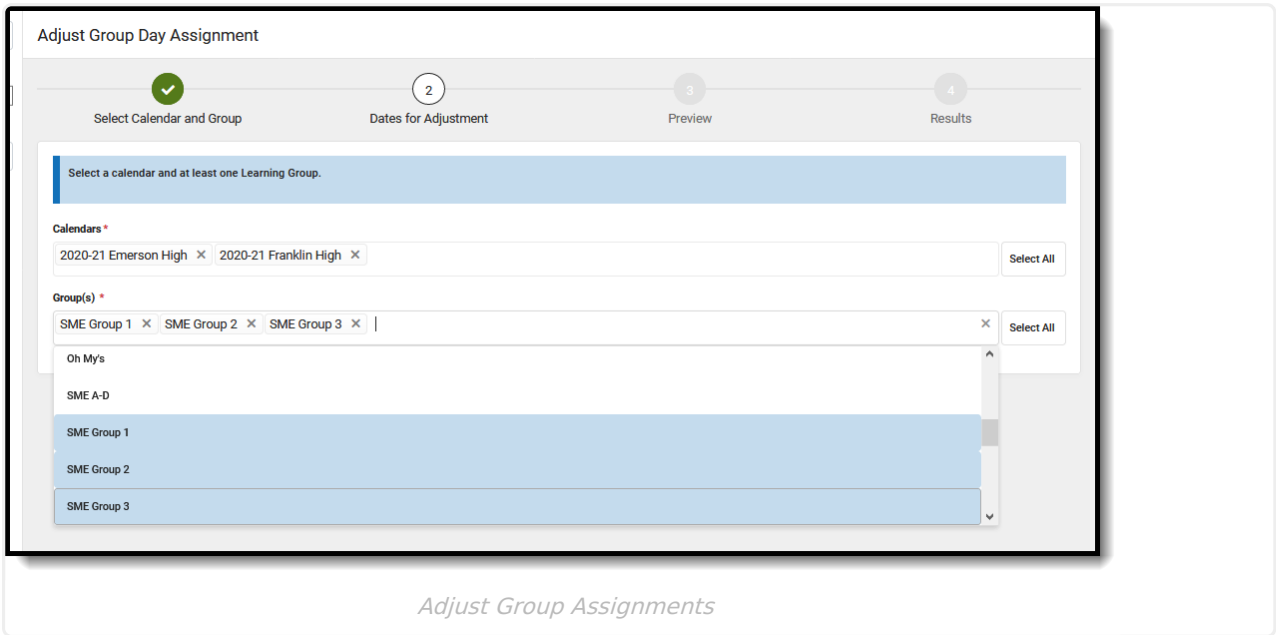 Adjust Group Day Assignment
2
3
4
Select Calendar and Group
Dates for Adjustment
Preview
Results
Select a calendar and at least one Learning Group.
Calendars *
2020-21 Emerson High × 2020-21 Franklin High × Select All
Group(s) *
SME Group 1 × SME Group 2 × SME Group 3 × × Select All
Oh My's
SME A-D
SME Group 1
SME Group 2
SME Group 3
Adjust Group Assignments